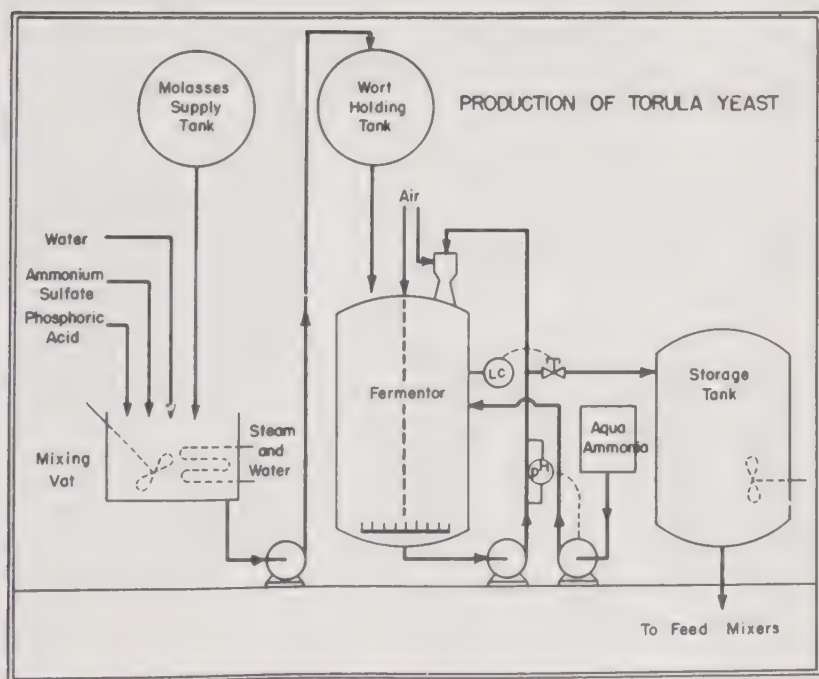 PRODUCTION OF TORULA YEAST
Molasses
Supply
Tank
Wort
Holding
Tank
Air
Water
Ammonium
Sulfate
Phosphoric
Acid
Mixing
Vat
Steam
and
Water
Fermentor
LC
pH
Aqua
Ammonia
Storage
Tank
To Feed Mixers